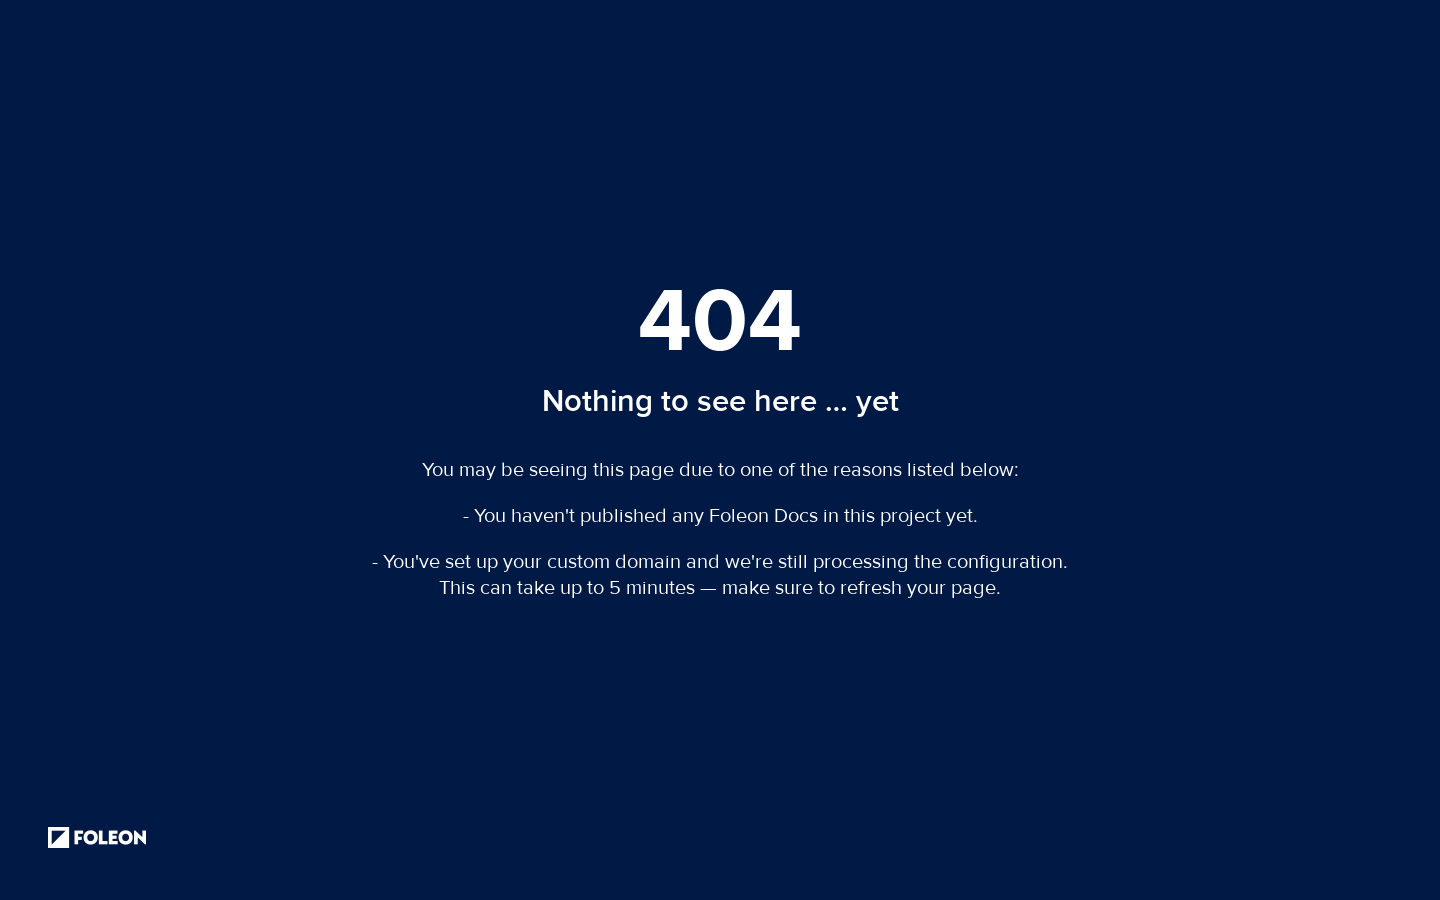 404
Nothing to see here ... yet
You may be seeing this page due to one of the reasons listed below:
- You haven't published any Foleon Docs in this project yet.
- You've set up your custom domain and we're still processing the configuration.
This can take up to 5 minutes — make sure to refresh your page.
FOLEON